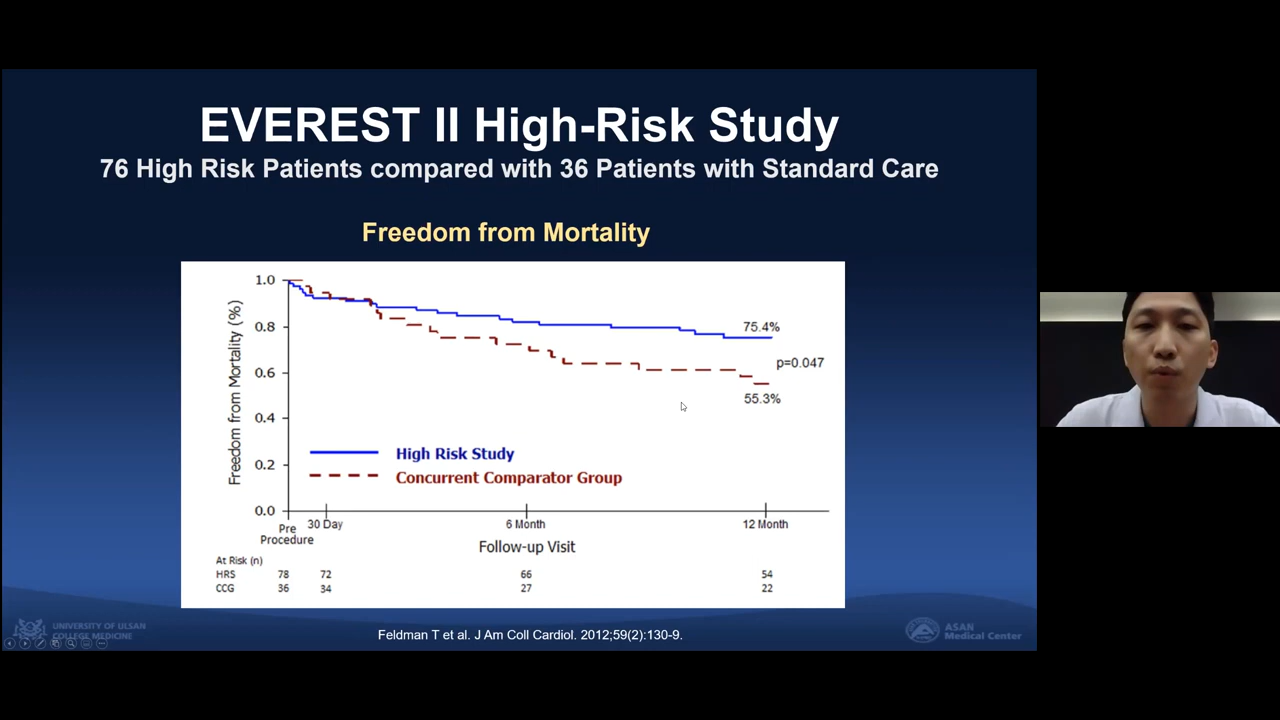 EVEREST II High-Risk Study
76 High Risk Patients compared with 36 Patients with Standard Care
Freedom from Mortality
Freedom from Mortality (%)
1.0
0.8
0.6
0.4
0.2
0.0
75.4%
p=0.047
55.3%
High Risk Study
Concurrent Comparator Group
Pre Procedure
30 Day
6 Month
12 Month
Follow-up Visit
At Risk (n)
HRS 78 72 66 54
CCG 36 34 27 22
UNIVERSITY OF ULSAN
COLLEGE MEDICINE
Feldman T et al. J Am Coll Cardiol. 2012;59(2):130-9.
ASAN
Medical Center